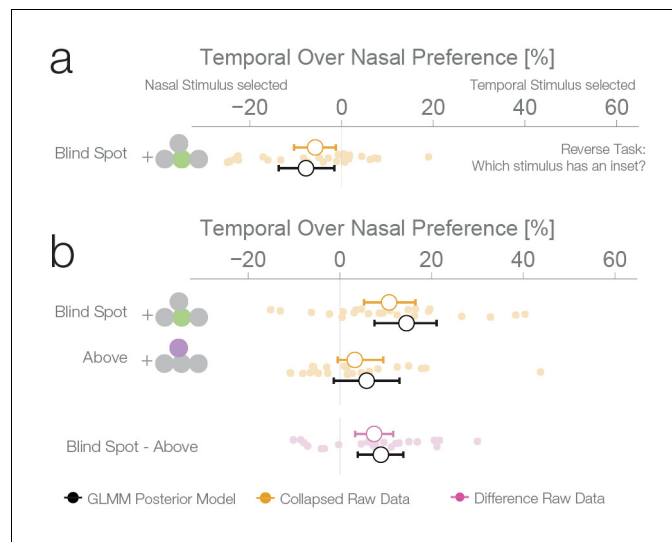 a
Temporal Over Nasal Preference [%]
Nasal Stimulus selected Temporal Stimulus selected
−20 0 20 40 60
Blind Spot +
Reverse Task:
Which stimulus has an inset?
b
Temporal Over Nasal Preference [%]
−20 0 20 40 60
Blind Spot +
Above +
Blind Spot - Above
GLMM Posterior Model Collapsed Raw Data Difference Raw Data